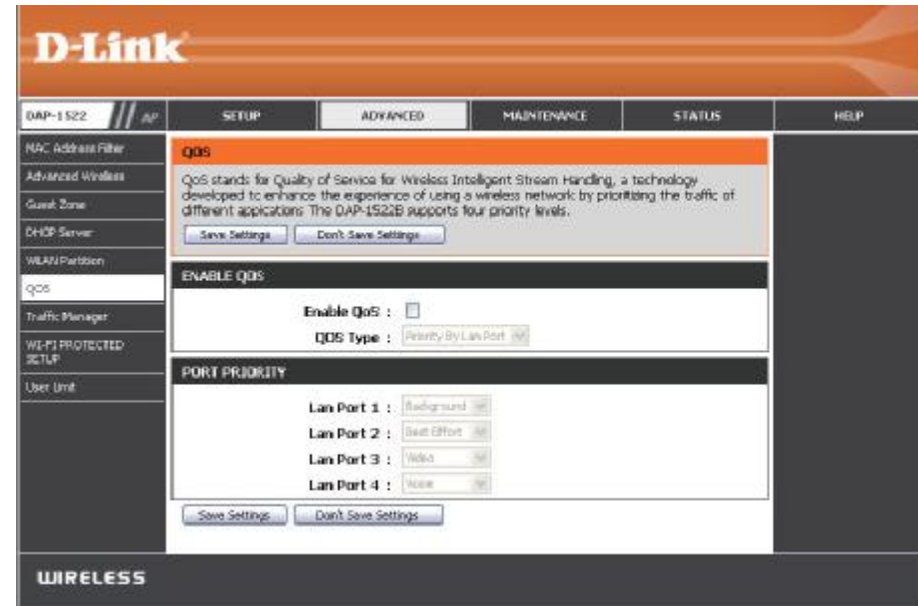 D-Link
DAP-1522 // AP
SETUP
ADVANCED
MAINTENANCE
STATUS
HELP
MAC Address Filter
Advanced Wireless
Guest Zone
DHCP Server
WLAN Partition
QOS
Traffic Manager
WI-FI PROTECTED
SETUP
User Limit
QOS
QoS stands for Quality of Service for Wireless Intelligent Stream Handling, a technology
developed to enhance the experience of using a wireless network by prioritizing the traffic of
different appications The DAP-1522B supports four priority levels.
Save Settings
Don't Save Settings
ENABLE QOS
Enable QoS :
QOS Type : Priority By Lan Port
PORT PRIORITY
Lan Port 1 : Background
Lan Port 2 : Best Effort
Lan Port 3 : Video
Lan Port 4 : Voice
Save Settings
Don't Save Settings
WIRELESS